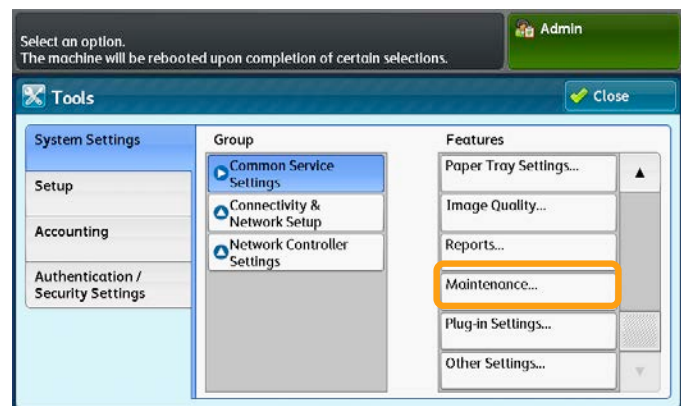 Select an option.
The machine will be rebooted upon completion of certain selections.
Admin
Tools
Close
System Settings
Setup
Accounting
Authentication /
Security Settings
Group
Common Service
Settings
Connectivity &
Network Setup
Network Controller
Settings
Features
Paper Tray Settings...
Image Quality...
Reports...
Maintenance...
Plug-in Settings...
Other Settings...